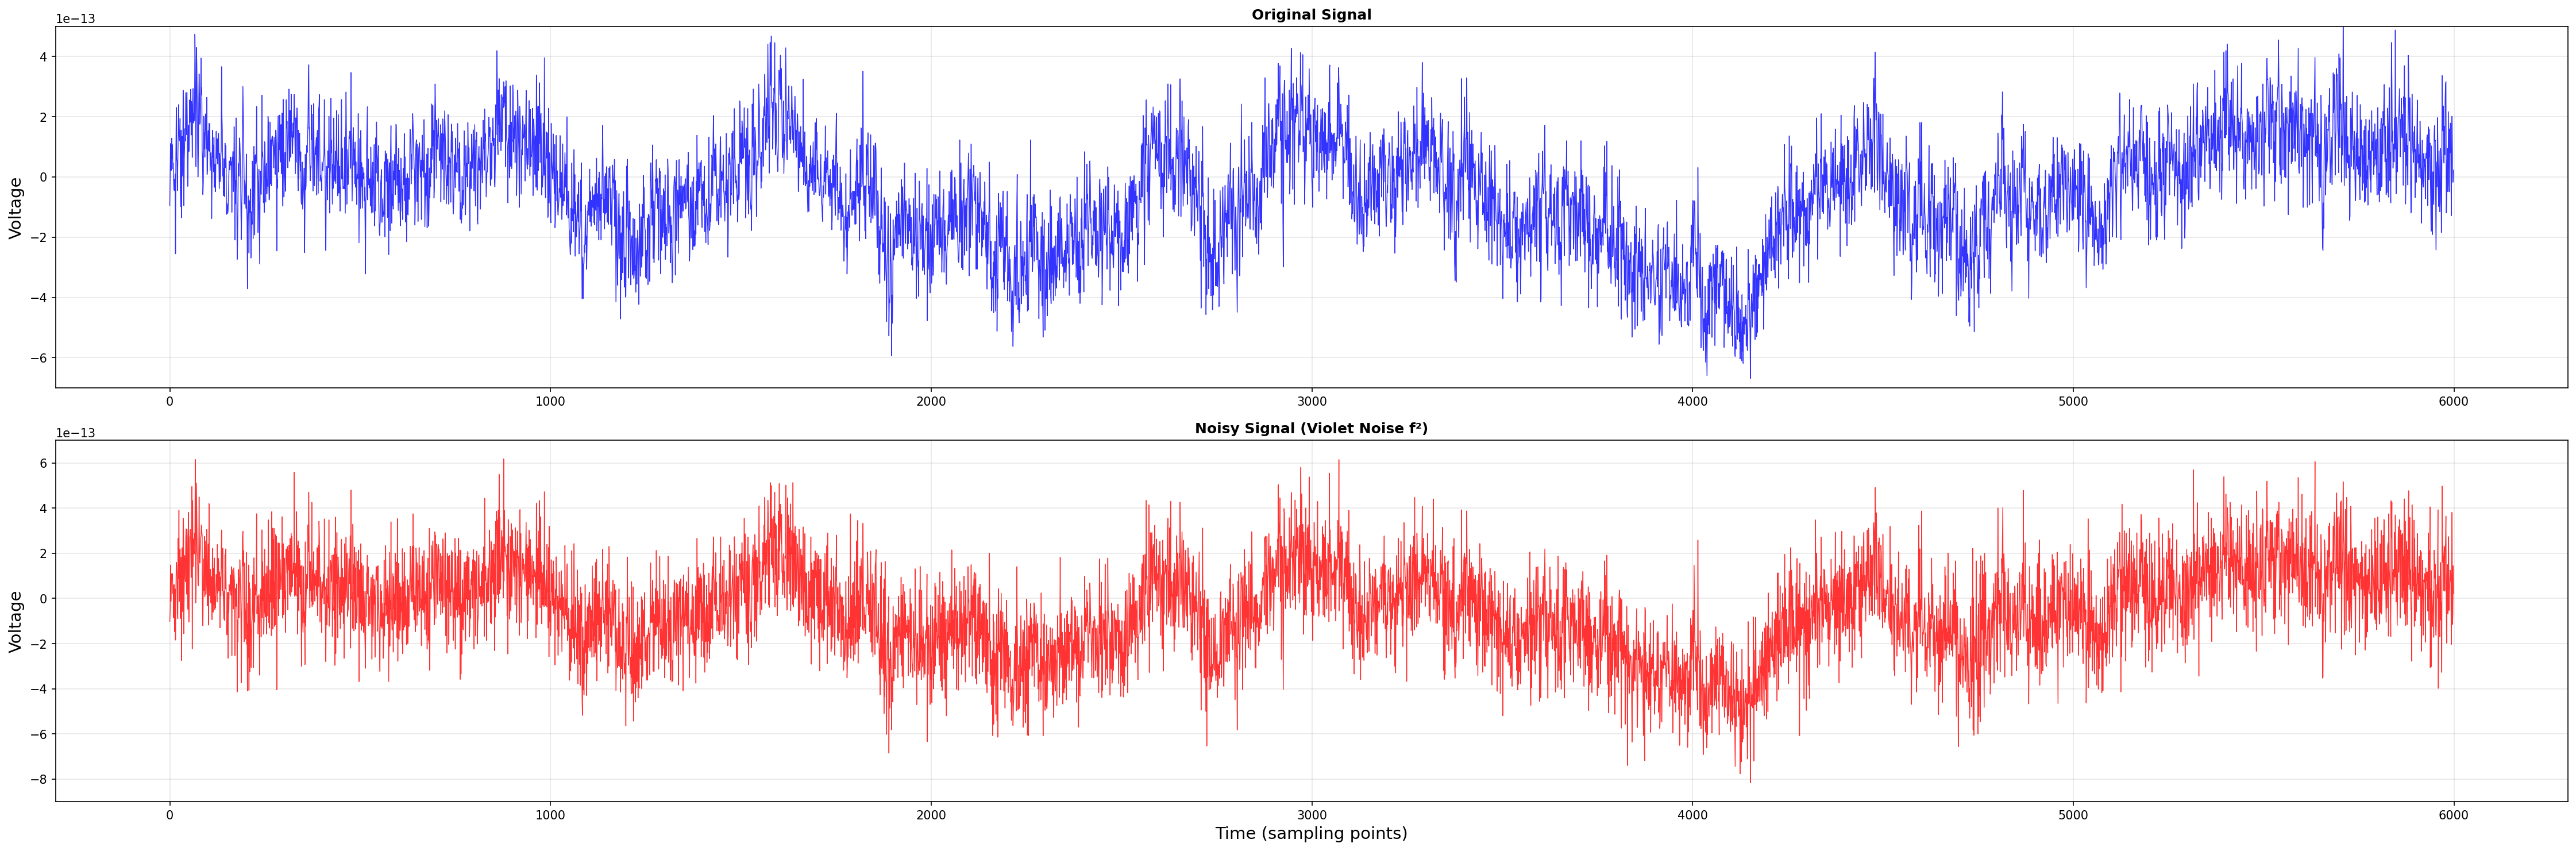 Original Signal
1e−13
Voltage
4
2
0
−2
−4
−6
0 1000 2000 3000 4000 5000 6000
Noisy Signal (Violet Noise f²)
1e−13
Voltage
6
4
2
0
−2
−4
−6
−8
0 1000 2000 3000 4000 5000 6000
Time (sampling points)